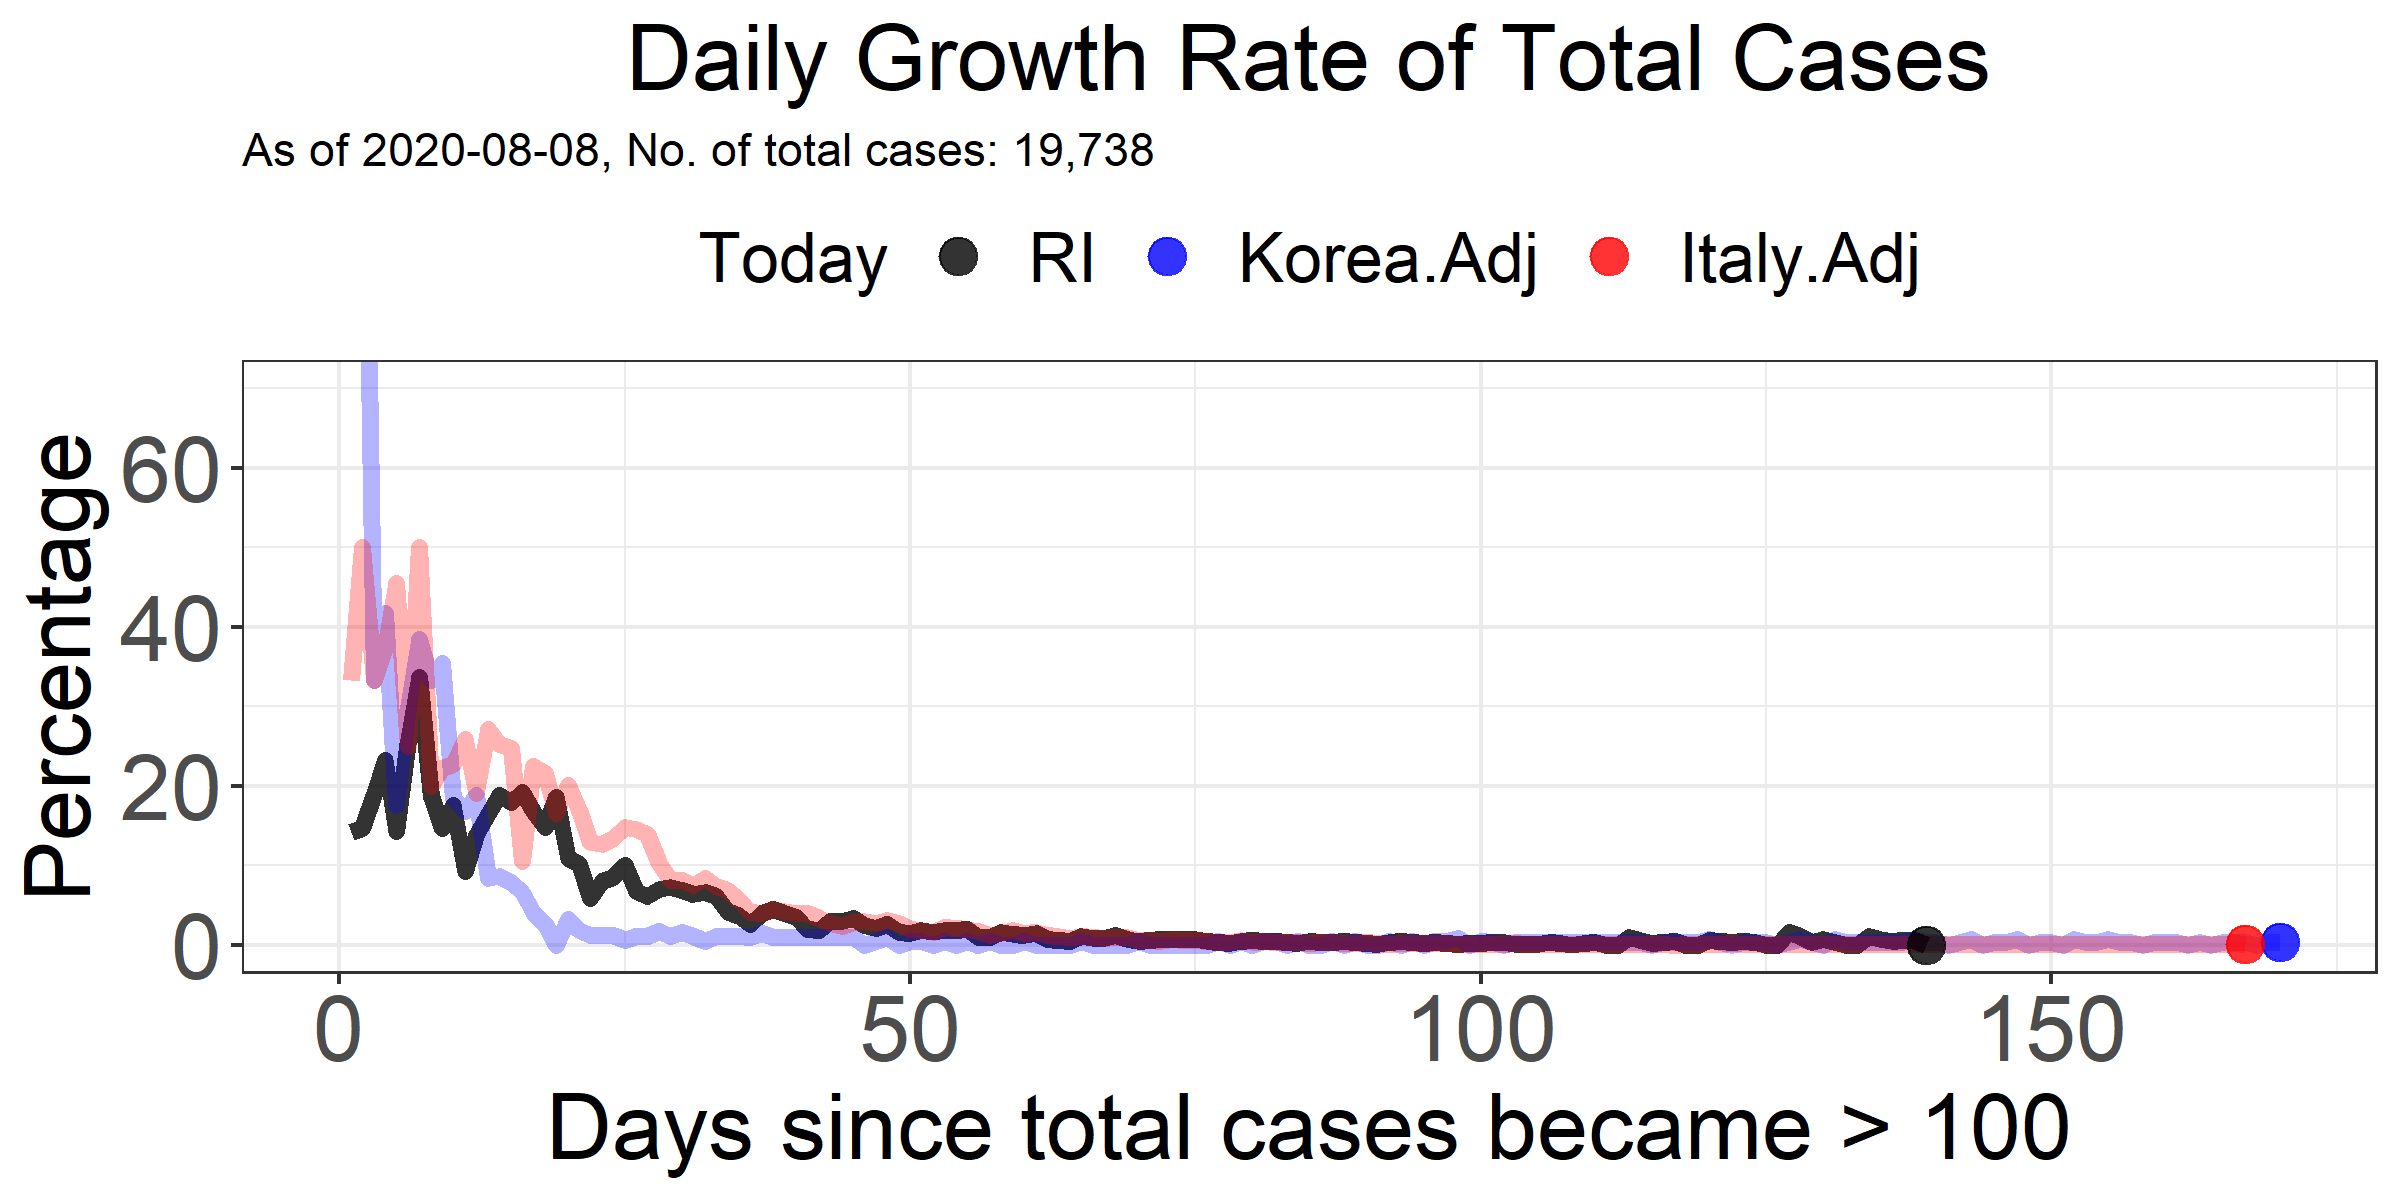 Daily Growth Rate of Total Cases
As of 2020-08-08, No. of total cases: 19,738
Today RI Korea.Adj Italy.Adj
Percentage
60
40
20
0
0 50 100 150
Days since total cases became > 100